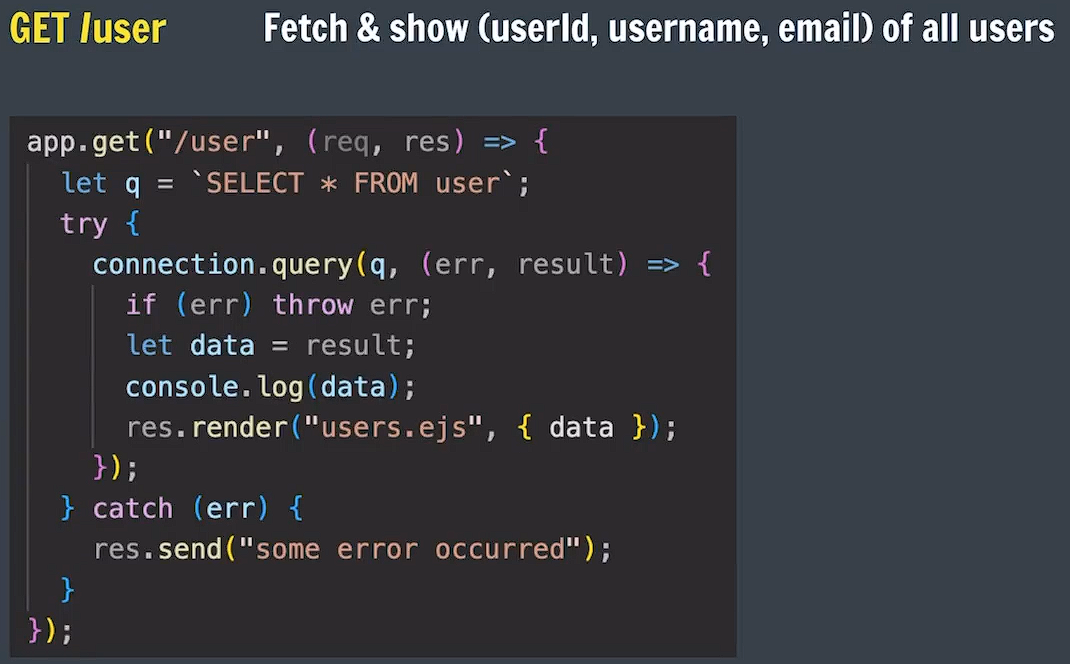 GET /user Fetch & show (userId, username, email) of all users
app.get("/user", (req, res) => {
  let q = `SELECT * FROM user`;
  try {
    connection.query(q, (err, result) => {
      if (err) throw err;
      let data = result;
      console.log(data);
      res.render("users.ejs", { data });
    });
  } catch (err) {
    res.send("some error occurred");
  }
});